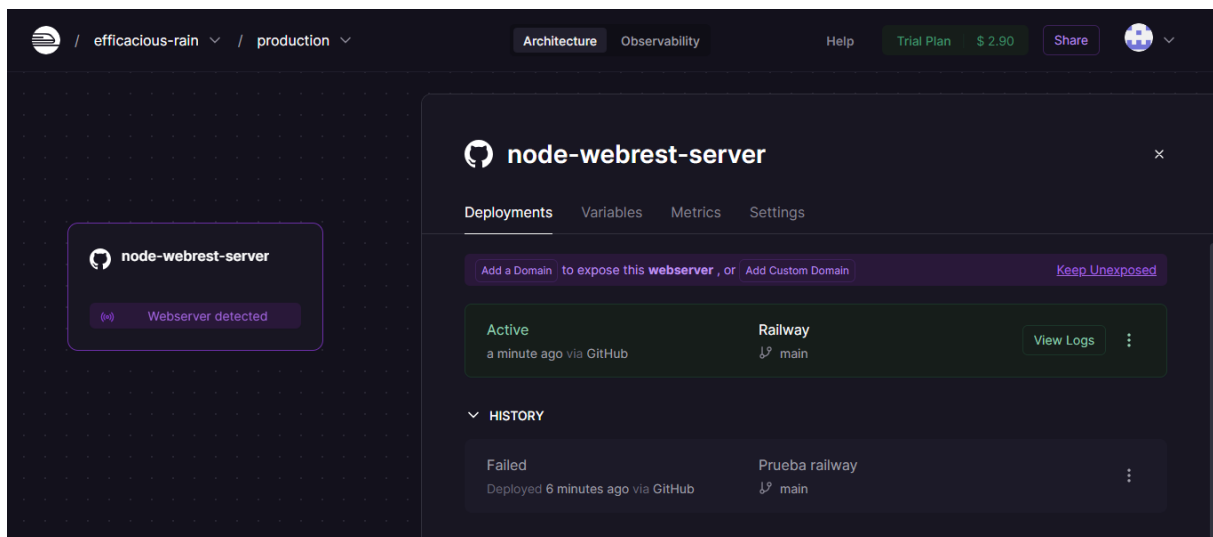 / efficacious-rain / production Architecture Observability Help Trial Plan $ 2.90 Share
node-webrest-server
Webserver detected
node-webrest-server
Deployments Variables Metrics Settings
Add a Domain to expose this webserver , or Add Custom Domain Keep Unexposed
Active Railway
a minute ago via GitHub main
View Logs
HISTORY
Failed Prueba railway
Deployed 6 minutes ago via GitHub main